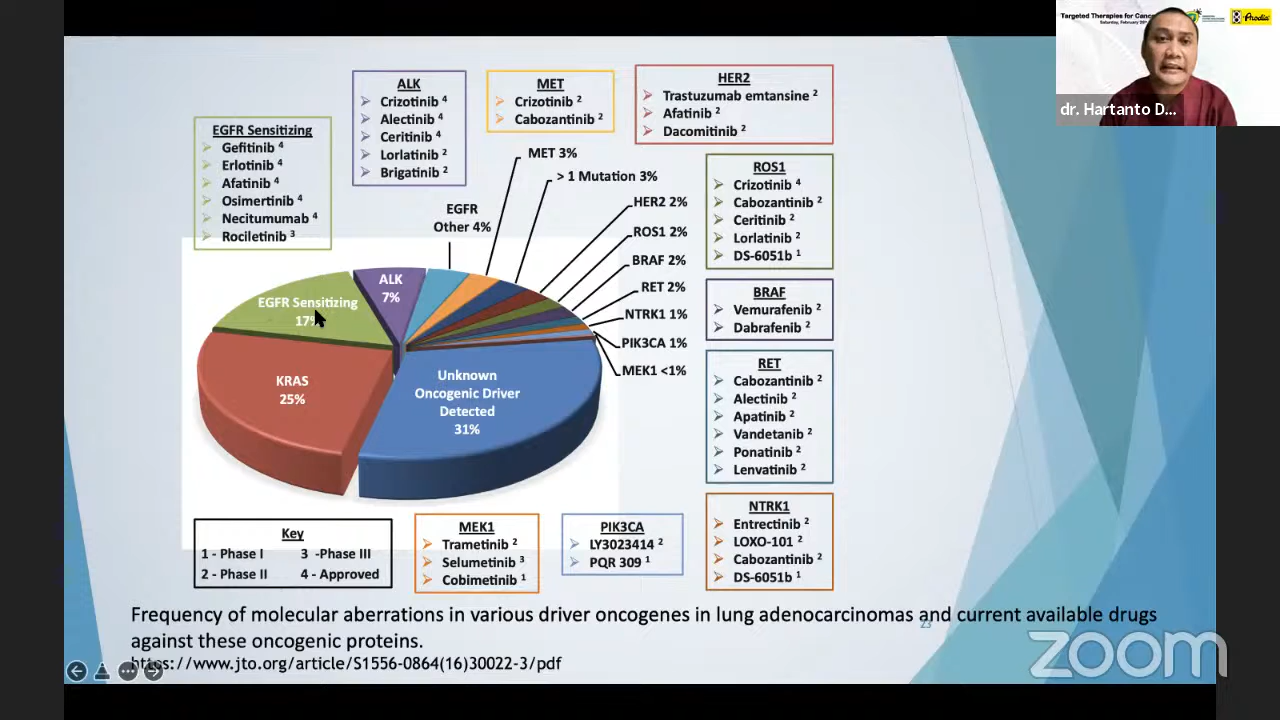 Targeted Therapies for Canc
Saturday, February 26
Prodia
dr. Hartanto D...
ALK
Crizotinib 4
Alectinib 4
Ceritinib 4
Lorlatinib 2
Brigatinib 2
MET
Crizotinib 2
Cabozantinib 2
HER2
Trastuzumab emtansine 2
Afatinib 2
Dacomitinib 2
EGFR Sensitizing
Gefitinib 4
Erlotinib 4
Afatinib 4
Osimertinib 4
Necitumumab 4
Rociletinib 3
ROS1
Crizotinib 4
Cabozantinib 2
Ceritinib 2
Lorlatinib 2
DS-6051b 1
MET 3%
> 1 Mutation 3%
HER2 2%
ROS1 2%
BRAF 2%
RET 2%
NTRK1 1%
PIK3CA 1%
MEK1 <1%
EGFR
Other 4%
ALK
7%
EGFR Sensitizing
17%
KRAS
25%
Unknown
Oncogenic Driver
Detected
31%
BRAF
Vemurafenib 2
Dabrafenib 2
RET
Cabozantinib 2
Alectinib 2
Apatinib 2
Vandetanib 2
Ponatinib 2
Lenvatinib 2
NTRK1
Entrectinib 2
LOXO-101 2
Cabozantinib 2
DS-6051b 1
Key
1 - Phase I 3 -Phase III
2 - Phase II 4 - Approved
MEK1
Trametinib 2
Selumetinib 3
Cobimetinib 1
PIK3CA
LY3023414 2
PQR 309 1
Frequency of molecular aberrations in various driver oncogenes in lung adenocarcinomas and current available drugs
against these oncogenic proteins.
23
https://www.jto.org/article/S1556-0864(16)30022-3/pdf
zoom